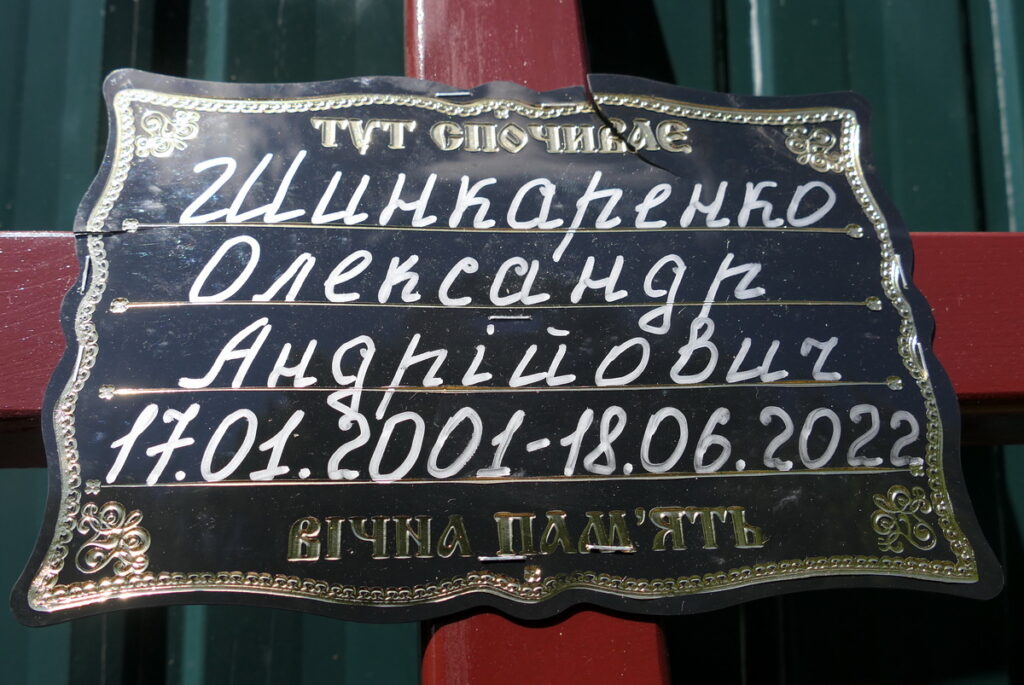 ТУТ СПОЧИВАЄ
Шинкаренко
Олександр
Андрійович
17.01.2001-18.06.2022
ВІЧНА ПАМ'ЯТЬ